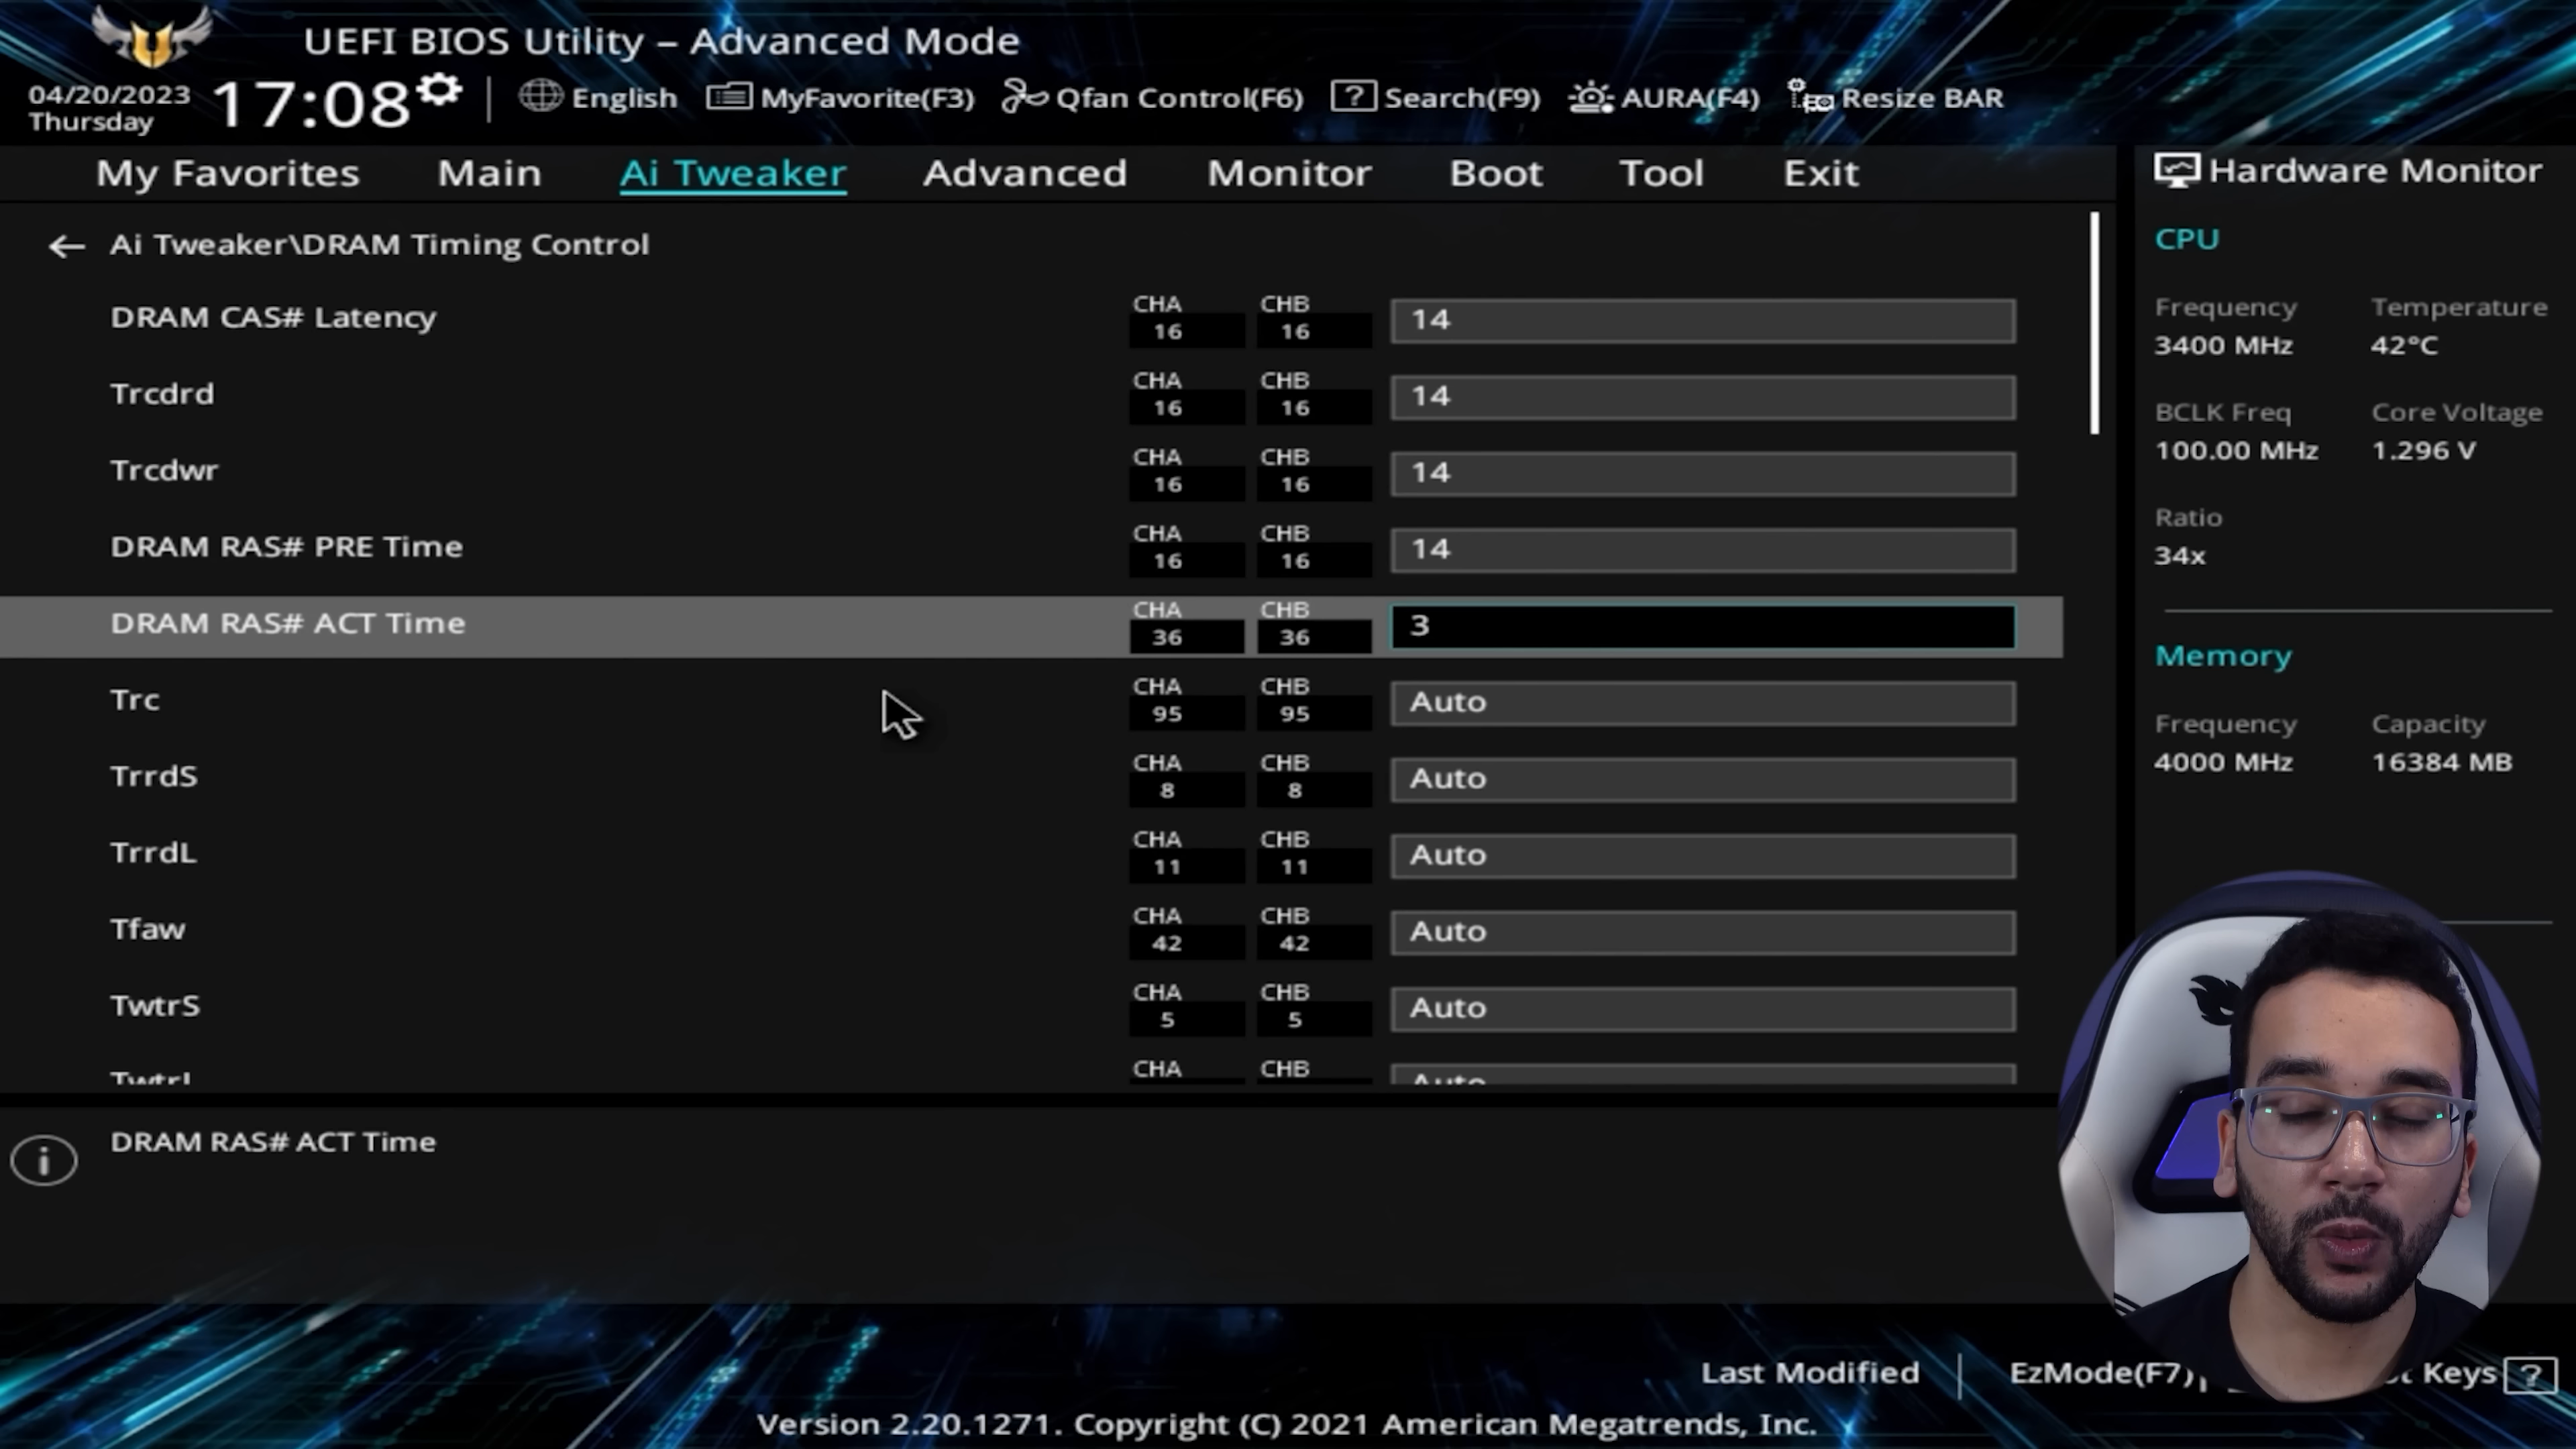 UEFI BIOS Utility – Advanced Mode
04/20/2023
Thursday
17:08
English
MyFavorite(F3)
Qfan Control(F6)
? Search(F9)
AURA(F4)
Resize BAR
My Favorites Main Ai Tweaker Advanced Monitor Boot Tool Exit
Ai Tweaker\DRAM Timing Control
DRAM CAS# Latency CHA 16 CHB 16 14
Trcdrd CHA 16 CHB 16 14
Trcdwr CHA 16 CHB 16 14
DRAM RAS# PRE Time CHA 16 CHB 16 14
DRAM RAS# ACT Time CHA 36 CHB 36 3
Trc CHA 95 CHB 95 Auto
TrrdS CHA 8 CHB 8 Auto
TrrdL CHA 11 CHB 11 Auto
Tfaw CHA 42 CHB 42 Auto
TwtrS CHA 5 CHB 5 Auto
TwtrL CHA CHB Auto
DRAM RAS# ACT Time
Hardware Monitor
CPU
Frequency Temperature
3400 MHz 42°C
BCLK Freq Core Voltage
100.00 MHz 1.296 V
Ratio
34x
Memory
Frequency Capacity
4000 MHz 16384 MB
Last Modified
EzMode(F7)
Keys ?
Version 2.20.1271. Copyright (C) 2021 American Megatrends, Inc.